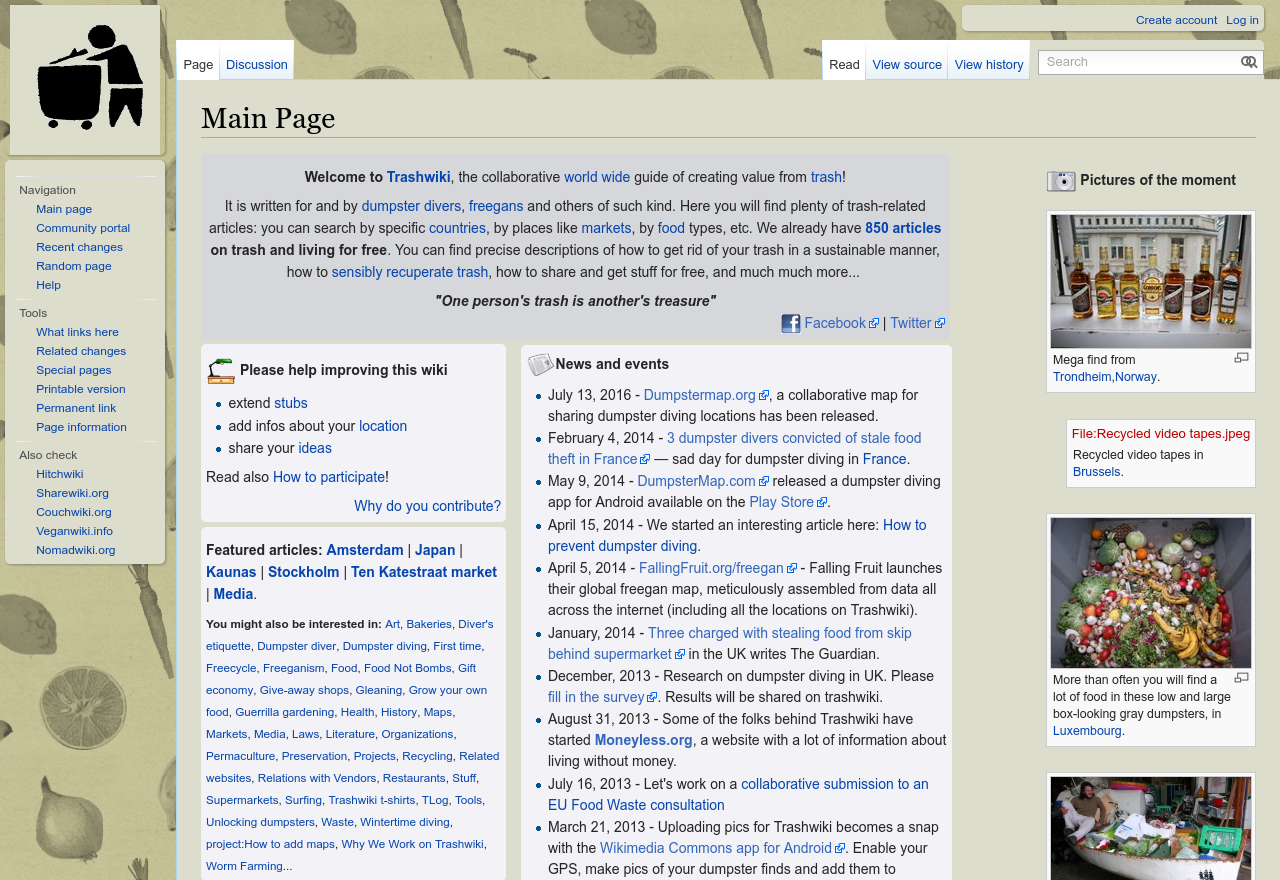 Create account Log in
Page Discussion Read View source View history Search
Main Page
Navigation
Main page
Community portal
Recent changes
Random page
Help
Tools
What links here
Related changes
Special pages
Printable version
Permanent link
Page information
Also check
Hitchwiki
Sharewiki.org
Couchwiki.org
Veganwiki.info
Nomadwiki.org
Welcome to Trashwiki, the collaborative world wide guide of creating value from trash!
It is written for and by dumpster divers, freegans and others of such kind. Here you will find plenty of trash-related
articles: you can search by specific countries, by places like markets, by food types, etc. We already have 850 articles
on trash and living for free. You can find precise descriptions of how to get rid of your trash in a sustainable manner,
how to sensibly recuperate trash, how to share and get stuff for free, and much much more...
"One person's trash is another's treasure"
Facebook | Twitter
Please help improving this wiki
extend stubs
add infos about your location
share your ideas
Read also How to participate!
Why do you contribute?
Featured articles: Amsterdam | Japan |
Kaunas | Stockholm | Ten Katestraat market
| Media.
You might also be interested in: Art, Bakeries, Diver's
etiquette, Dumpster diver, Dumpster diving, First time,
Freecycle, Freeganism, Food, Food Not Bombs, Gift
economy, Give-away shops, Gleaning, Grow your own
food, Guerrilla gardening, Health, History, Maps,
Markets, Media, Laws, Literature, Organizations,
Permaculture, Preservation, Projects, Recycling, Related
websites, Relations with Vendors, Restaurants, Stuff,
Supermarkets, Surfing, Trashwiki t-shirts, TLog, Tools,
Unlocking dumpsters, Waste, Wintertime diving,
project:How to add maps, Why We Work on Trashwiki,
Worm Farming...
News and events
July 13, 2016 - Dumpstermap.org, a collaborative map for
sharing dumpster diving locations has been released.
February 4, 2014 - 3 dumpster divers convicted of stale food
theft in France — sad day for dumpster diving in France.
May 9, 2014 - DumpsterMap.com released a dumpster diving
app for Android available on the Play Store.
April 15, 2014 - We started an interesting article here: How to
prevent dumpster diving.
April 5, 2014 - FallingFruit.org/freegan - Falling Fruit launches
their global freegan map, meticulously assembled from data all
across the internet (including all the locations on Trashwiki).
January, 2014 - Three charged with stealing food from skip
behind supermarket in the UK writes The Guardian.
December, 2013 - Research on dumpster diving in UK. Please
fill in the survey. Results will be shared on trashwiki.
August 31, 2013 - Some of the folks behind Trashwiki have
started Moneyless.org, a website with a lot of information about
living without money.
July 16, 2013 - Let's work on a collaborative submission to an
EU Food Waste consultation
March 21, 2013 - Uploading pics for Trashwiki becomes a snap
with the Wikimedia Commons app for Android. Enable your
GPS, make pics of your dumpster finds and add them to
Pictures of the moment
Mega find from
Trondheim,Norway.
File:Recycled video tapes.jpeg
Recycled video tapes in
Brussels.
More than often you will find a
lot of food in these low and large
box-looking gray dumpsters, in
Luxembourg.